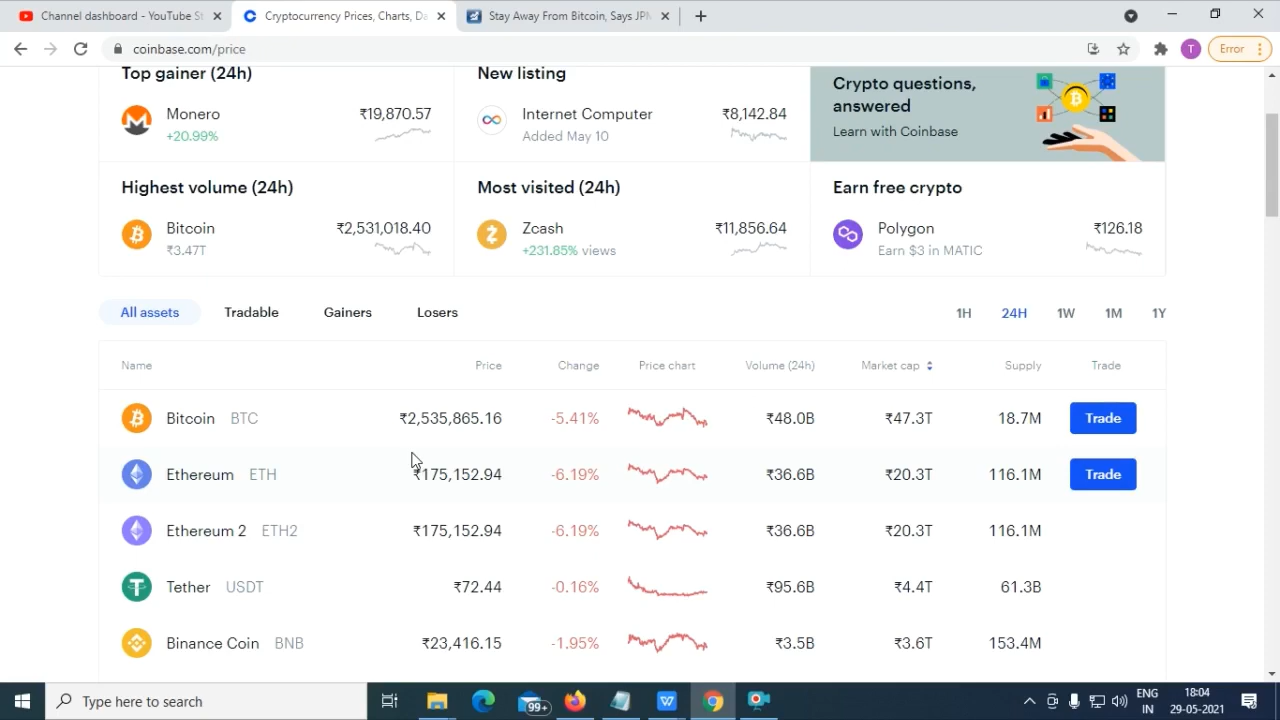 Channel dashboard - YouTube St
Cryptocurrency Prices, Charts, Da
Stay Away From Bitcoin, Says JPM
coinbase.com/price
T
Error
Top gainer (24h)
Monero ₹19,870.57
+20.99%
New listing
Internet Computer ₹8,142.84
Added May 10
Crypto questions,
answered
Learn with Coinbase
Highest volume (24h)
Bitcoin ₹2,531,018.40
₹3.47T
Most visited (24h)
Zcash ₹11,856.64
+231.85% views
Earn free crypto
Polygon ₹126.18
Earn $3 in MATIC
All assets Tradable Gainers Losers 1H 24H 1W 1M 1Y
Name Price Change Price chart Volume (24h) Market cap Supply Trade
Bitcoin BTC ₹2,535,865.16 -5.41% ₹48.0B ₹47.3T 18.7M Trade
Ethereum ETH ₹175,152.94 -6.19% ₹36.6B ₹20.3T 116.1M Trade
Ethereum 2 ETH2 ₹175,152.94 -6.19% ₹36.6B ₹20.3T 116.1M
Tether USDT ₹72.44 -0.16% ₹95.6B ₹4.4T 61.3B
Binance Coin BNB ₹23,416.15 -1.95% ₹3.5B ₹3.6T 153.4M
Type here to search
99+
ENG
IN
18:04
29-05-2021